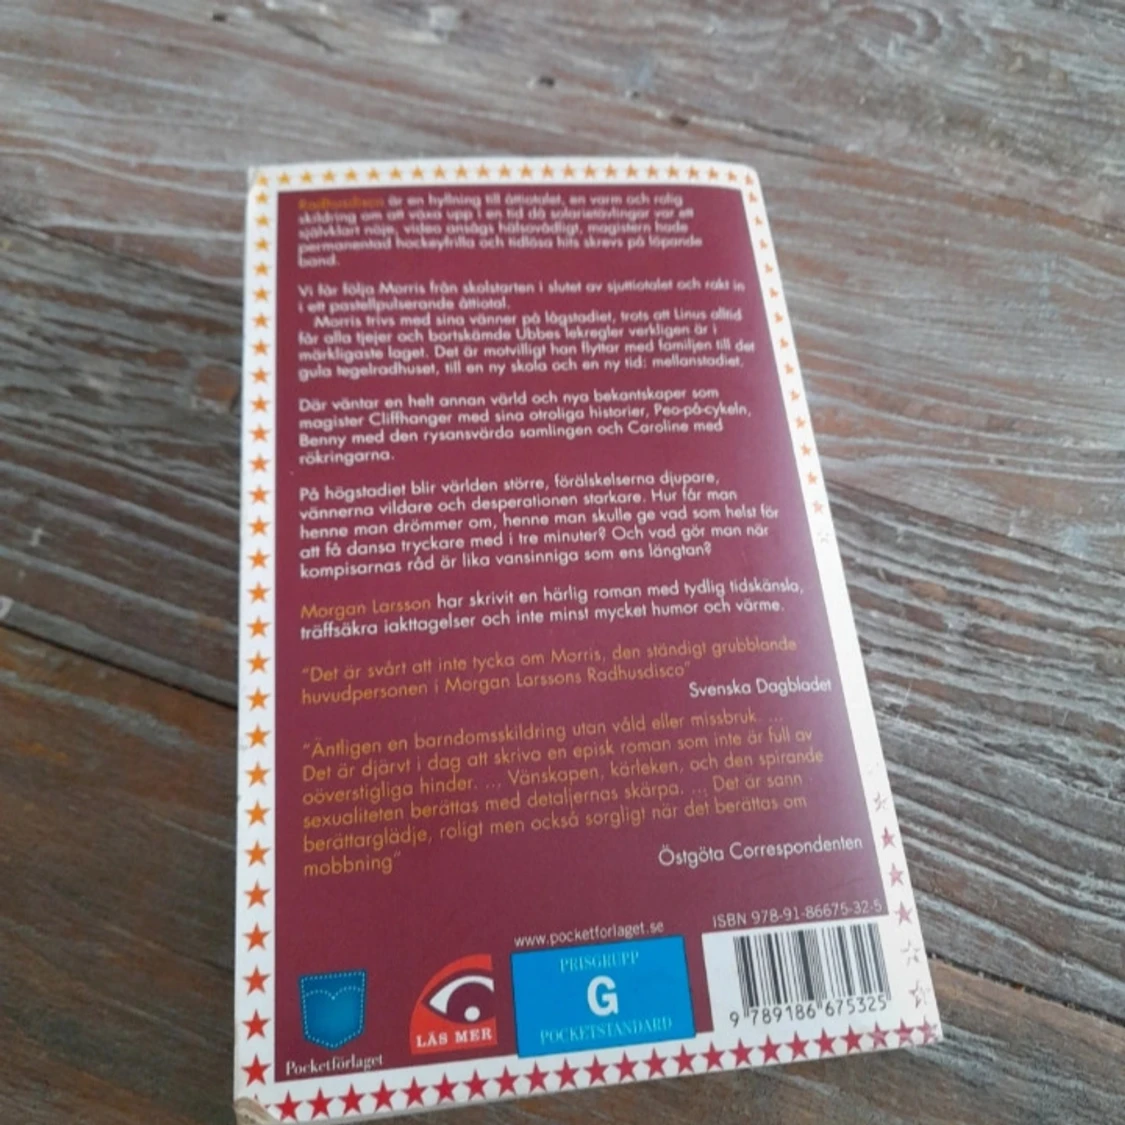 Radhusdisco är en hyllning till åttiotalet, en varm och rolig
skildring om att växa upp i en tid då solarietävlingar var ett
självklart nöje, video ansågs hälsovådligt, magistern hade
permanentad hockeyfrilla och tidlösa hits skrevs på löpande
band.
Vi får följa Morris från skolstarten i slutet av sjuttiotalet och rakt in
i ett pastellpulserande åttiotal.
Morris trivs med sina vänner på lågstadiet, trots att Linus alltid
får alla tjejer och bortskämde Ubbes lekregler verkligen är i
märkligaste laget. Det är motvilligt han flyttar med familjen till det
gula tegelradhuset, till en ny skola och en ny tid: mellanstadiet.
Där väntar en helt annan värld och nya bekantskaper som
magister Cliffhanger med sina otroliga historier, Peo-på-cykeln,
Benny med den rysansvärda samlingen och Caroline med
rökringarna.
På högstadiet blir världen större, förälskelserna djupare,
vännerna vildare och desperationen starkare. Hur får man
henne man drömmer om, henne man skulle ge vad som helst för
att få dansa tryckare med i tre minuter? Och vad gör man när
kompisarnas råd är lika vansinniga som ens längtan?
Morgan Larsson har skrivit en härlig roman med tydlig tidskänsla,
träffsäkra iakttagelser och inte minst mycket humor och värme.
"Det är svårt att inte tycka om Morris, den ständigt grubblande
huvudpersonen i Morgan Larssons Radhusdisco"
Svenska Dagbladet
"Äntligen en barndomsskildring utan våld eller missbruk. ...
Det är djärvt i dag att skriva en episk roman som inte är full av
oöverstigliga hinder. ... Vänskapen, kärleken, och den spirande
sexualiteten berättas med detaljernas skärpa. ... Det är sann
berättarglädje, roligt men också sorgligt när det berättas om
mobbning"
Östgöta Correspondenten
www.pocketforlaget.se
ISBN 978-91-86675-32-5
PRISGRUPP
G
POCKETSTANDARD
LÄS MER
9 789186 675325
Pocketförlaget